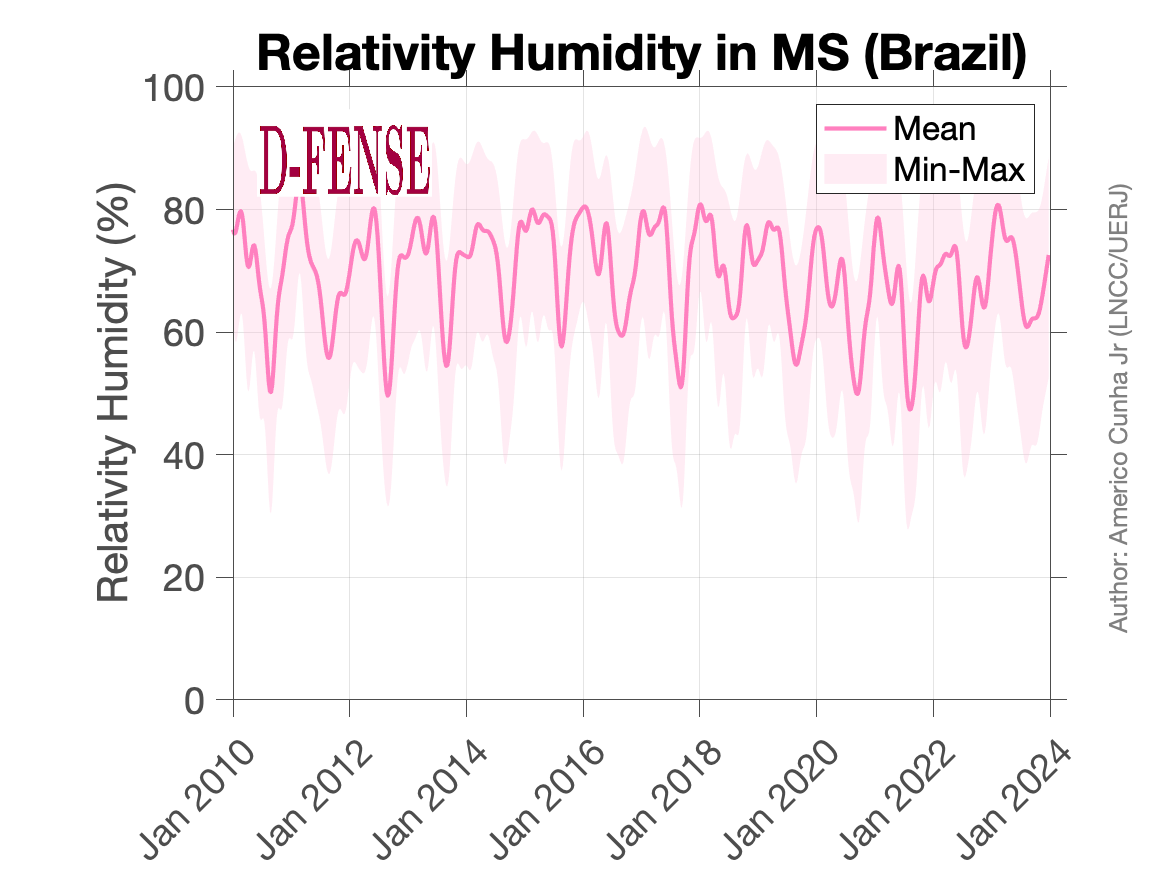 Relativity Humidity in MS (Brazil)
100
80
60
40
20
0
Relativity Humidity (%)
D-FENSE
Mean
Min-Max
Jan 2010
Jan 2012
Jan 2014
Jan 2016
Jan 2018
Jan 2020
Jan 2022
Jan 2024
Author: Americo Cunha Jr (LNCC/UERJ)